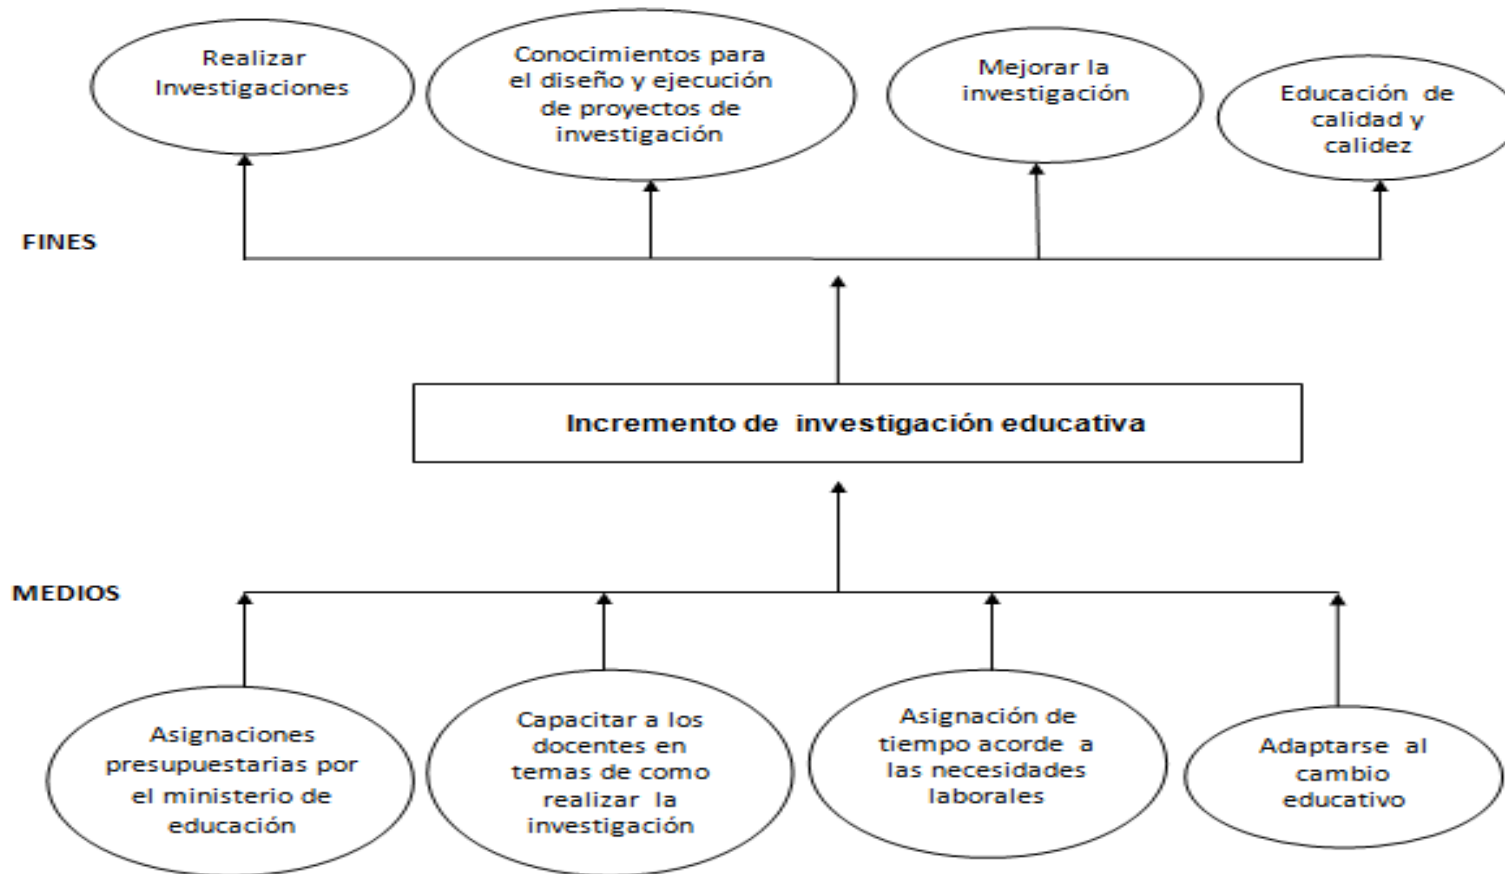 Realizar
Investigaciones
Conocimientos para
el diseño y ejecución
de proyectos de
investigación
Mejorar la
investigación
Educación de
calidad y
calidez
FINES
Incremento de investigación educativa
MEDIOS
Asignaciones
presupuestarias por
el ministerio de
educación
Capacitar a los
docentes en
temas de como
realizar la
investigación
Asignación de
tiempo acorde a
las necesidades
laborales
Adaptarse al
cambio
educativo